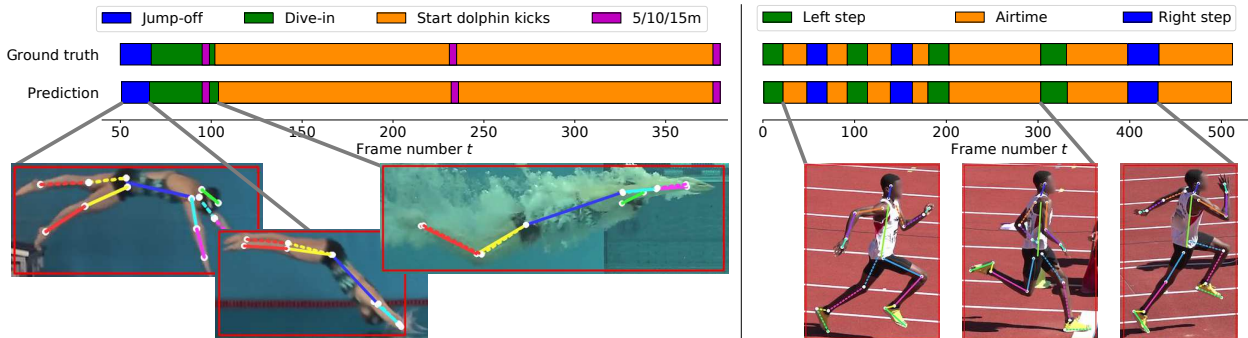 Jump-off Dive-in Start dolphin kicks 5/10/15m
Ground truth
Prediction
50 100 150 200 250 300 350
Frame number t
Left step Airtime Right step
0 100 200 300 400 500
Frame number t